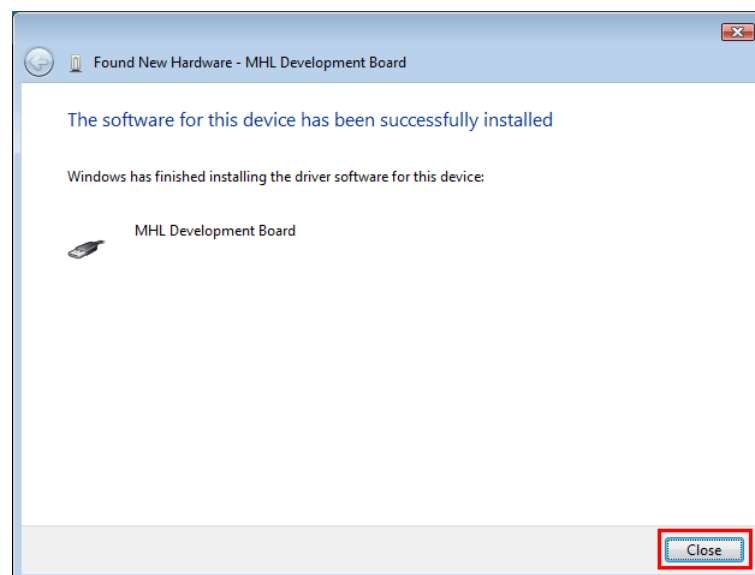 Found New Hardware - MHL Development Board
The software for this device has been successfully installed
Windows has finished installing the driver software for this device:
MHL Development Board
Close